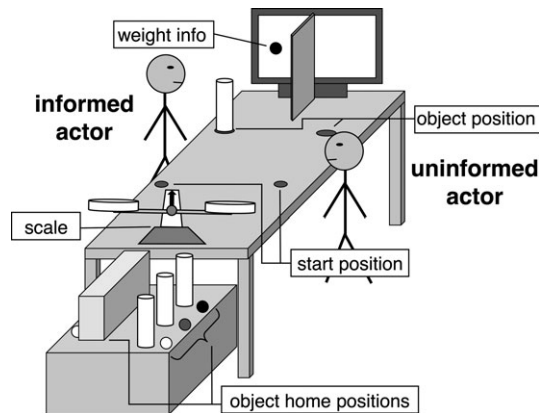 weight info
informed
actor
object position
uninformed
actor
scale
start position
object home positions